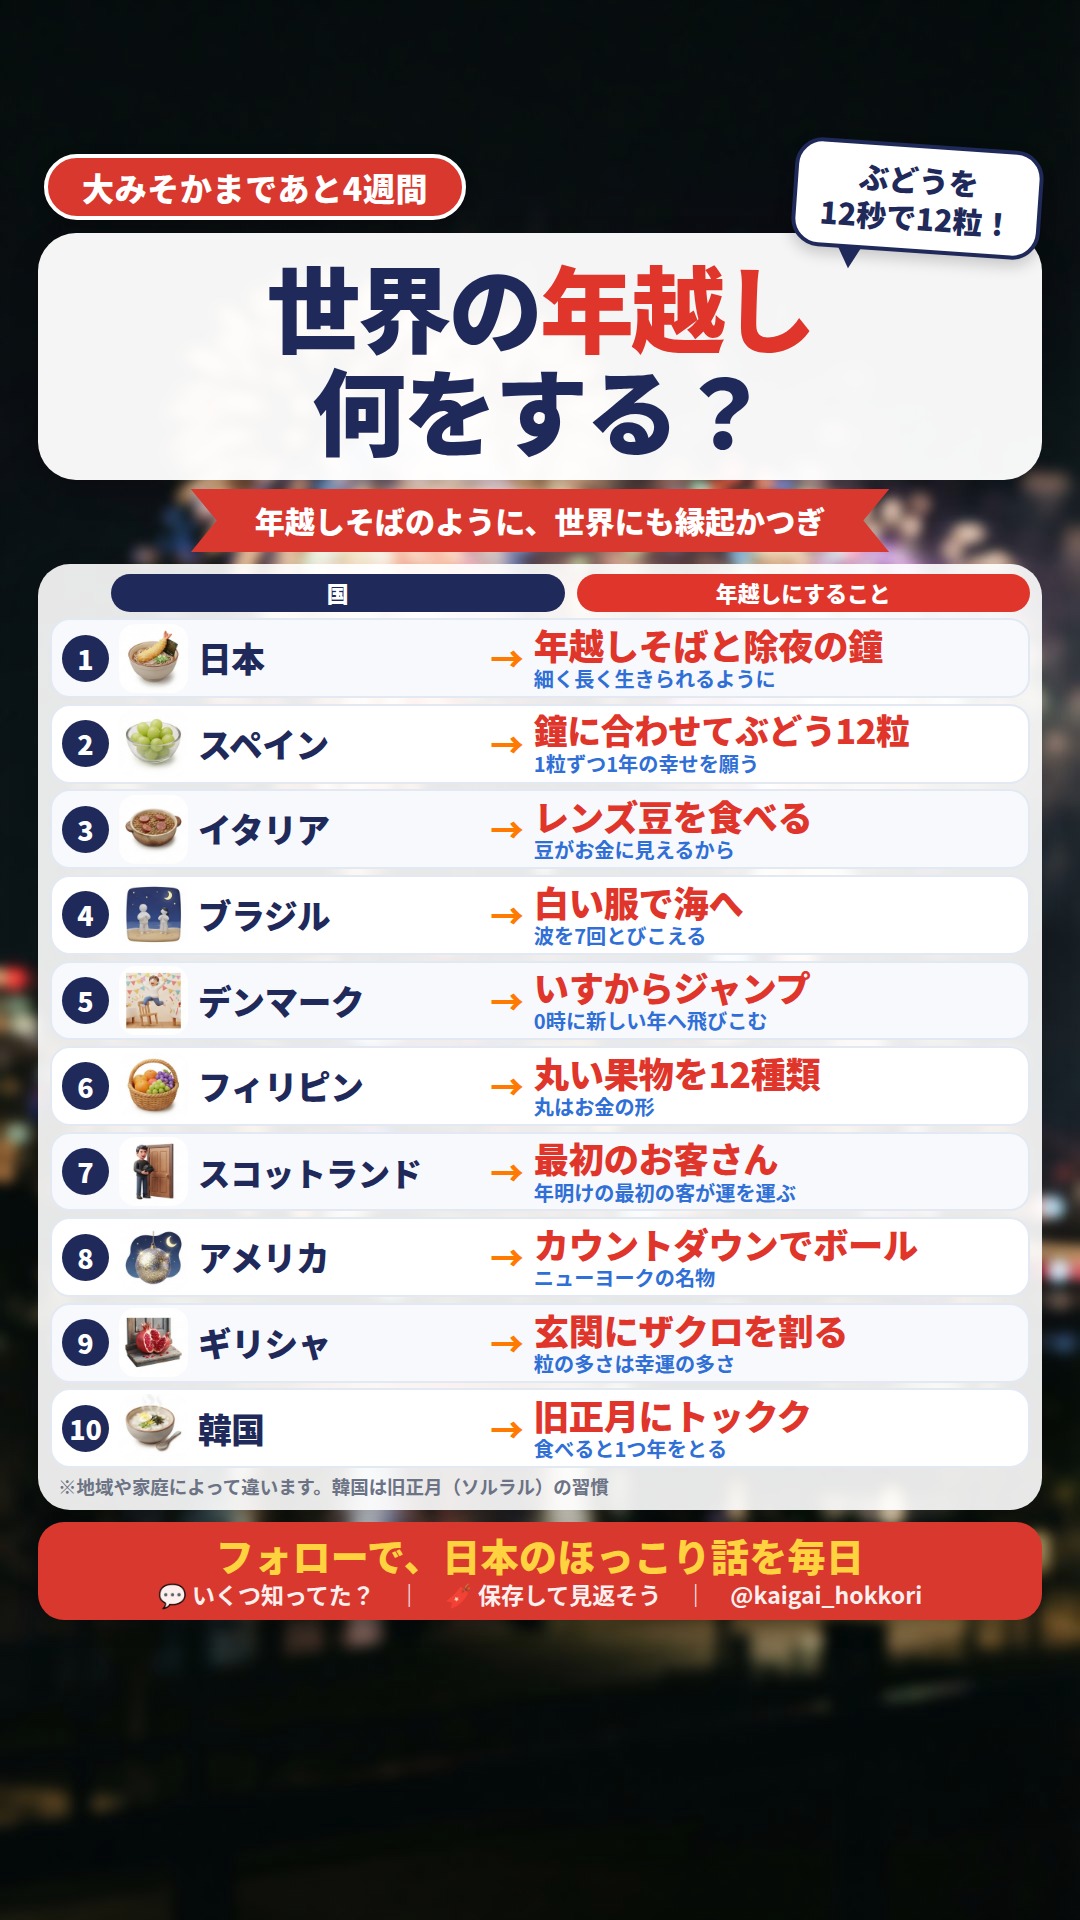 大みそかまであと4週間
ぶどうを
12秒で12粒！
世界の年越し
何をする？
年越しそばのように、世界にも縁起かつぎ
国
年越しにすること
1 日本 → 年越しそばと除夜の鐘
細く長く生きられるように
2 スペイン → 鐘に合わせてぶどう12粒
1粒ずつ1年の幸せを願う
3 イタリア → レンズ豆を食べる
豆がお金に見えるから
4 ブラジル → 白い服で海へ
波を7回とびこえる
5 デンマーク → いすからジャンプ
0時に新しい年へ飛びこむ
6 フィリピン → 丸い果物を12種類
丸はお金の形
7 スコットランド → 最初のお客さん
年明けの最初の客が運を運ぶ
8 アメリカ → カウントダウンでボール
ニューヨークの名物
9 ギリシャ → 玄関にザクロを割る
粒の多さは幸運の多さ
10 韓国 → 旧正月にトックク
食べると1つ年をとる
※地域や家庭によって違います。韓国は旧正月（ソルラル）の習慣
フォローで、日本のほっこり話を毎日
💬 いくつ知ってた？ ｜ 🔖 保存して見返そう ｜ @kaigai_hokkori